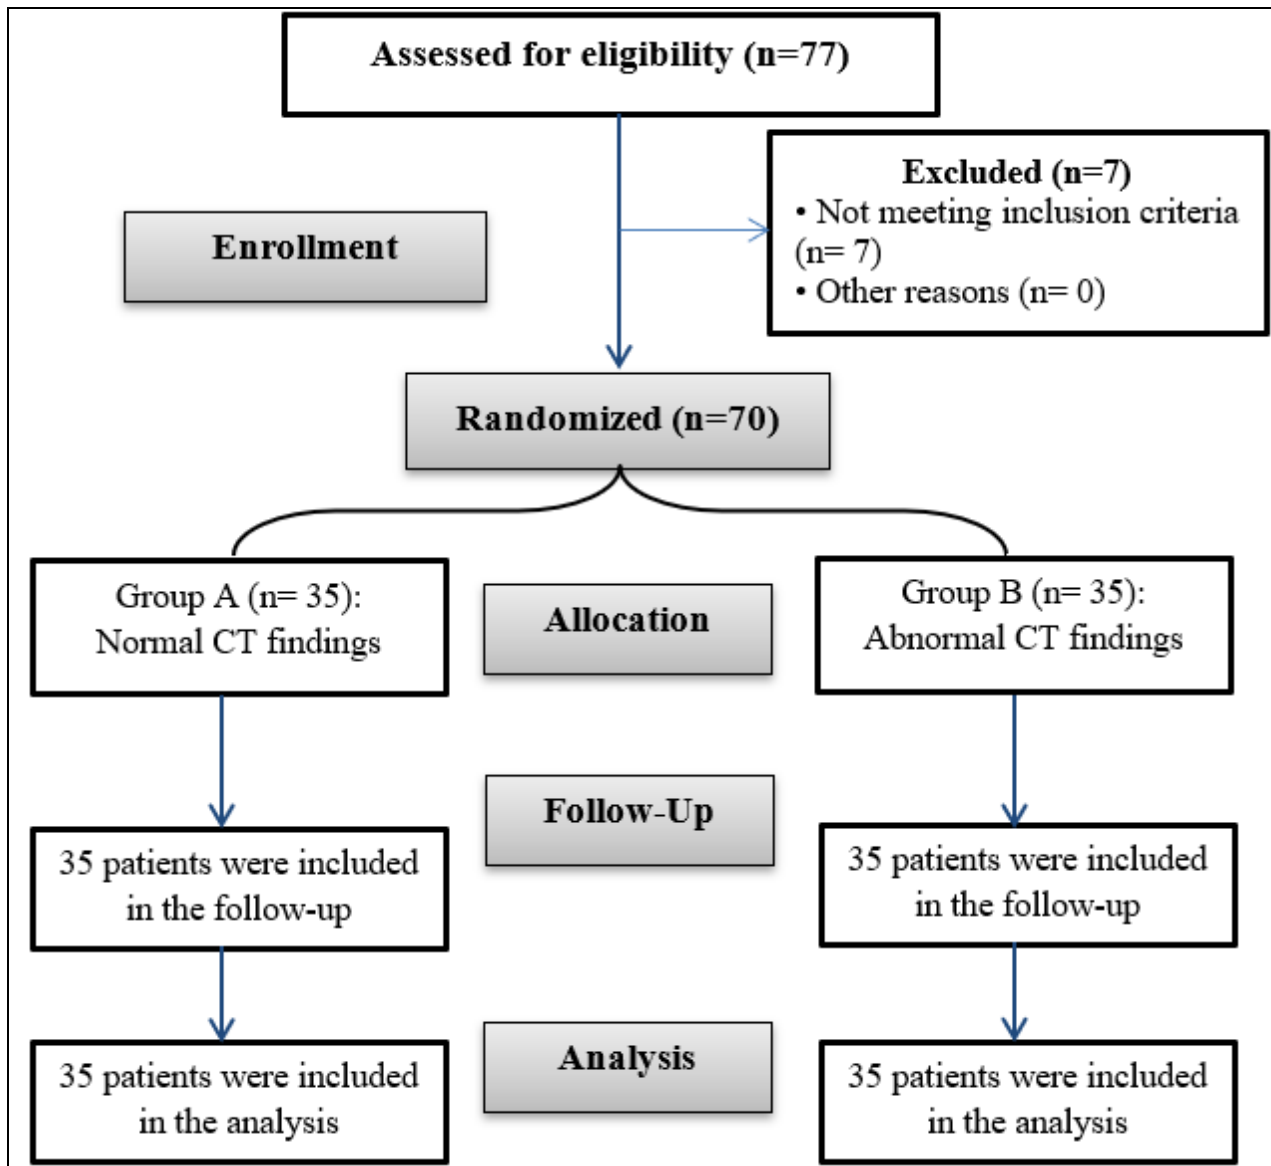 Assessed for eligibility (n=77)
Excluded (n=7)
• Not meeting inclusion criteria
(n= 7)
• Other reasons (n= 0)
Enrollment
Randomized (n=70)
Group A (n= 35):
Normal CT findings
Allocation
Group B (n= 35):
Abnormal CT findings
Follow-Up
35 patients were included
in the follow-up
35 patients were included
in the follow-up
Analysis
35 patients were included
in the analysis
35 patients were included
in the analysis